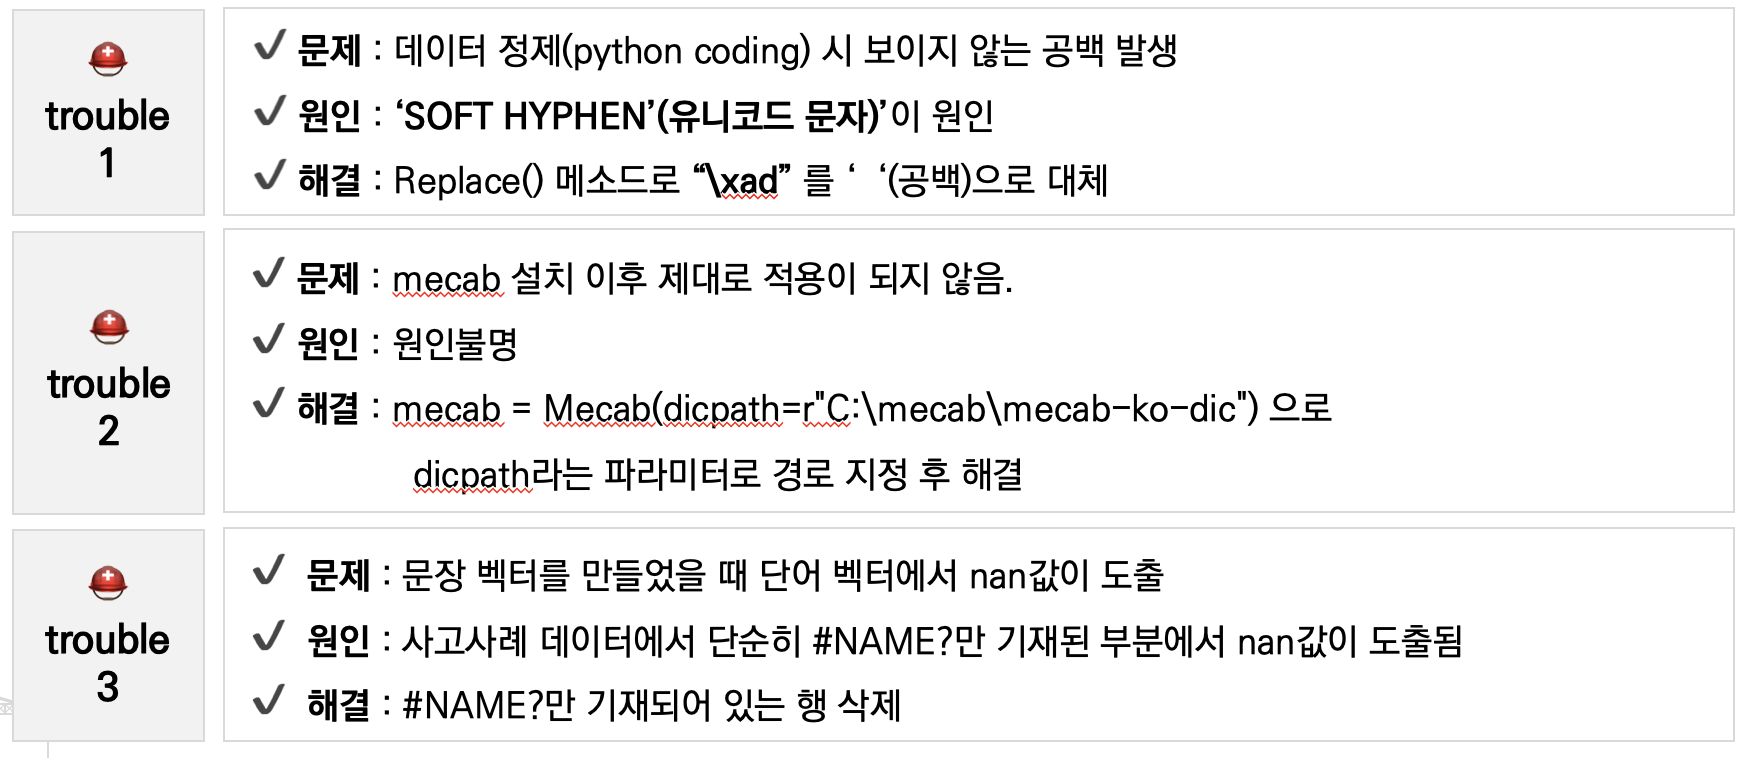 trouble
1
✔ 문제 : 데이터 정제(python coding) 시 보이지 않는 공백 발생
✔ 원인 : ‘SOFT HYPHEN’(유니코드 문자)’이 원인
✔ 해결 : Replace() 메소드로 “\xad” 를 ‘ ‘(공백)으로 대체
trouble
2
✔ 문제 : mecab 설치 이후 제대로 적용이 되지 않음.
✔ 원인 : 원인불명
✔ 해결 : mecab = Mecab(dicpath=r"C:\mecab\mecab-ko-dic") 으로
dicpath라는 파라미터로 경로 지정 후 해결
trouble
3
✔ 문제 : 문장 벡터를 만들었을 때 단어 벡터에서 nan값이 도출
✔ 원인 : 사고사례 데이터에서 단순히 #NAME?만 기재된 부분에서 nan값이 도출됨
✔ 해결 : #NAME?만 기재되어 있는 행 삭제